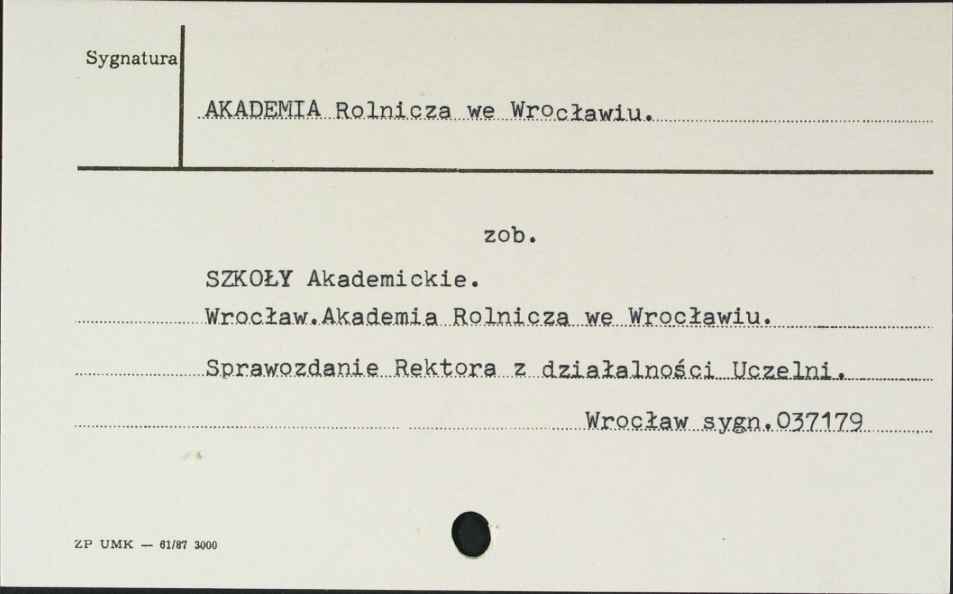 Sygnatura
AKADEMIA Rolnicza we Wrocławiu.
zob.
SZKOŁY Akademickie.
Wrocław.Akademia Rolnicza we Wrocławiu.
Sprawozdanie Rektora z działalności Uczelni.
Wrocław sygn.037179
ZP UMK — 61/87 3000